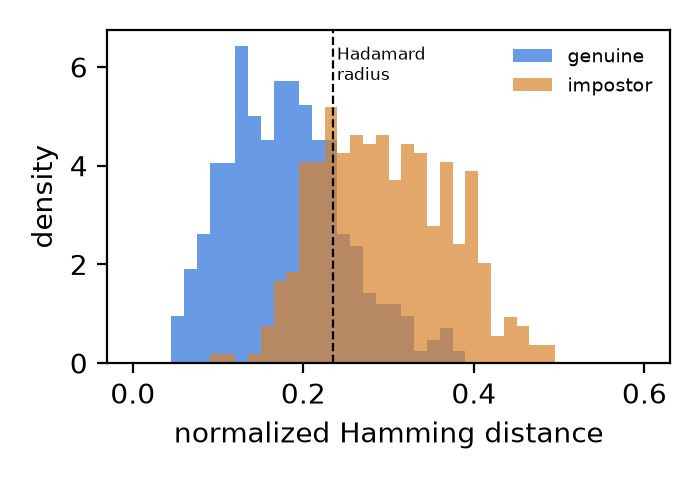 Hadamard
radius
genuine
impostor
density
6
4
2
0
0.0 0.2 0.4 0.6
normalized Hamming distance